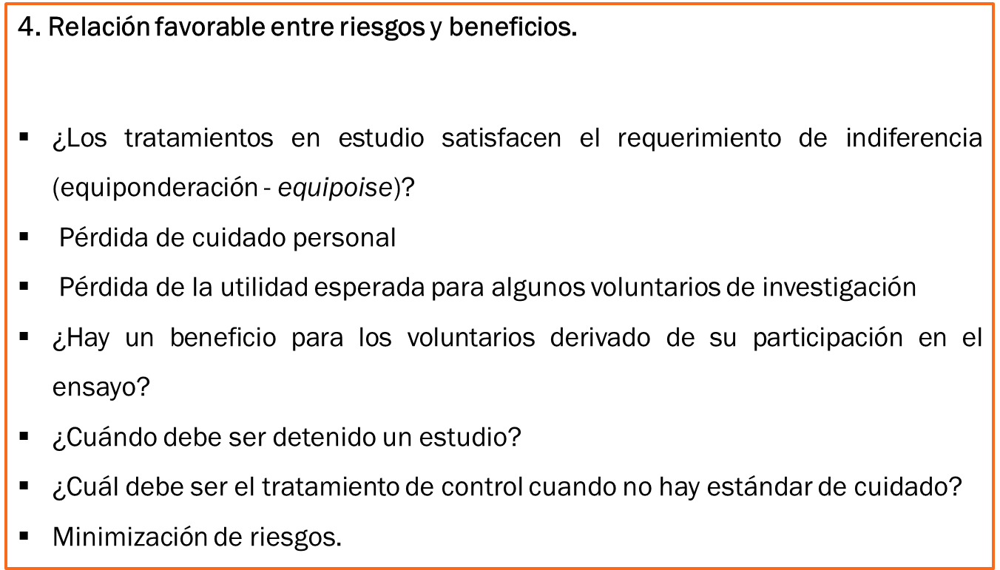 4. Relación favorable entre riesgos y beneficios.
▪ ¿Los tratamientos en estudio satisfacen el requerimiento de indiferencia
(equiponderación - equipoise)?
▪ Pérdida de cuidado personal
▪ Pérdida de la utilidad esperada para algunos voluntarios de investigación
▪ ¿Hay un beneficio para los voluntarios derivado de su participación en el
ensayo?
▪ ¿Cuándo debe ser detenido un estudio?
▪ ¿Cuál debe ser el tratamiento de control cuando no hay estándar de cuidado?
▪ Minimización de riesgos.